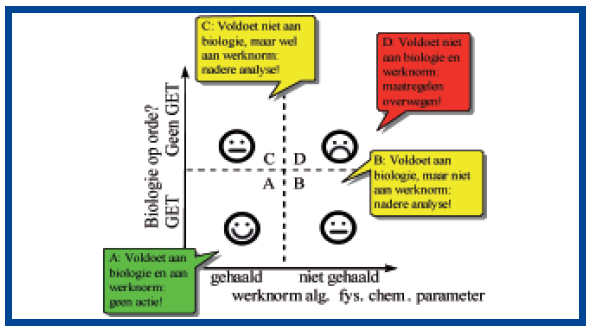 C: Voldoet niet aan
biologie, maar wel
aan werknorm:
nadere analyse!
D: Voldoet niet
aan biologie en
werknorm:
maatregelen
overwegen!
Biologie op orde?
Geen GET
GET
C D
A B
B: Voldoet aan
biologie, maar niet
aan werknorm:
nadere analyse!
A: Voldoet aan
biologie en aan
werknorm:
geen actie!
gehaald niet gehaald
werknorm alg. fys. chem. parameter